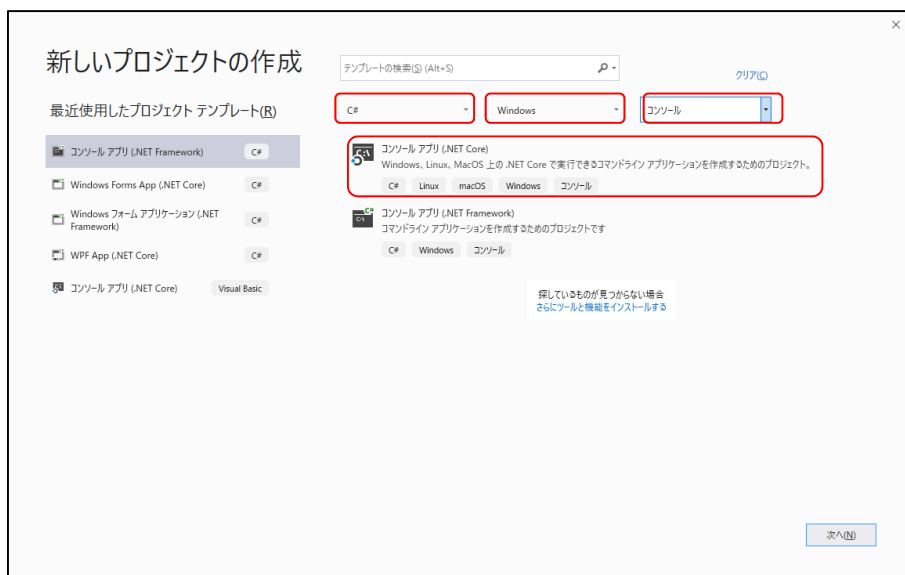 新しいプロジェクトの作成
テンプレートの検索(S) (Alt+S)
クリア(C)
最近使用したプロジェクト テンプレート(R)
C#
Windows
コンソール
コンソール アプリ (.NET Framework)
C#
Windows Forms App (.NET Core)
C#
Windows フォーム アプリケーション (.NET
Framework)
C#
WPF App (.NET Core)
C#
コンソール アプリ (.NET Core)
Visual Basic
コンソール アプリ (.NET Core)
Windows、Linux、MacOS 上の .NET Core で実行できるコマンドライン アプリケーションを作成するためのプロジェクト。
C# Linux macOS Windows コンソール
コンソール アプリ (.NET Framework)
コマンドライン アプリケーションを作成するためのプロジェクトです
C# Windows コンソール
探しているものが見つからない場合
さらにツールと機能をインストールする
次へ(N)